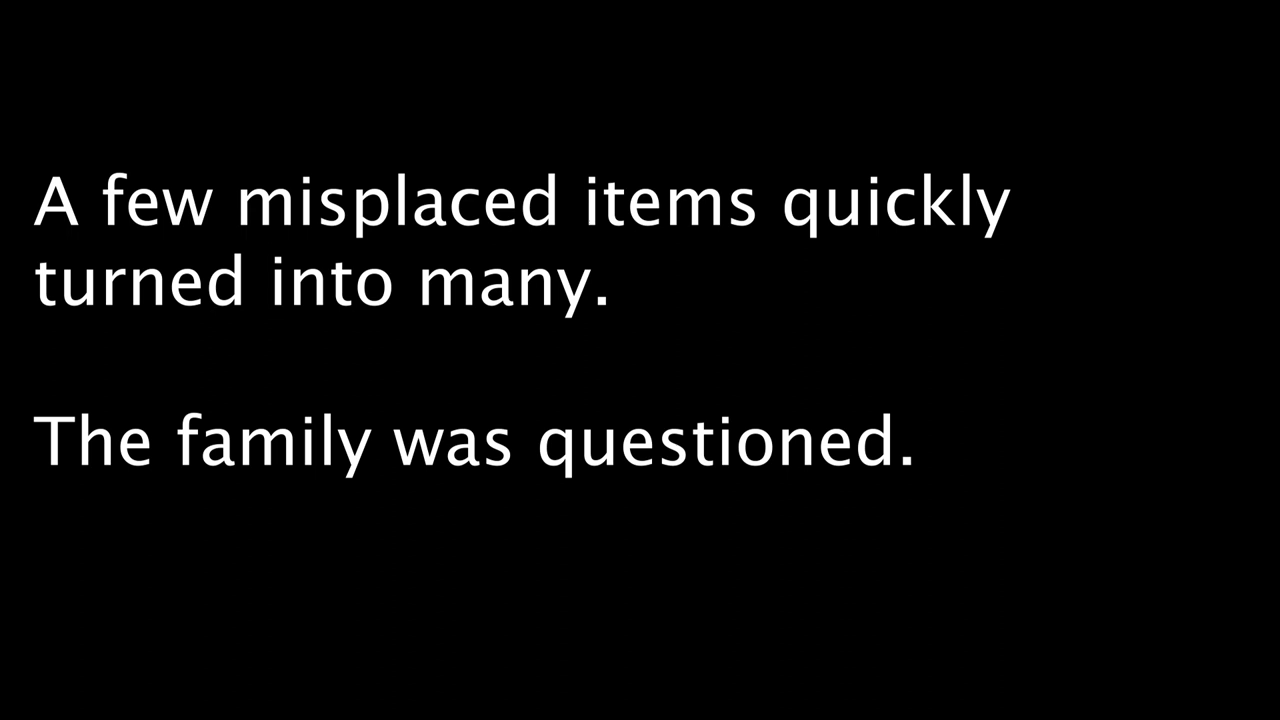 A few misplaced items quickly
turned into many.
The family was questioned.